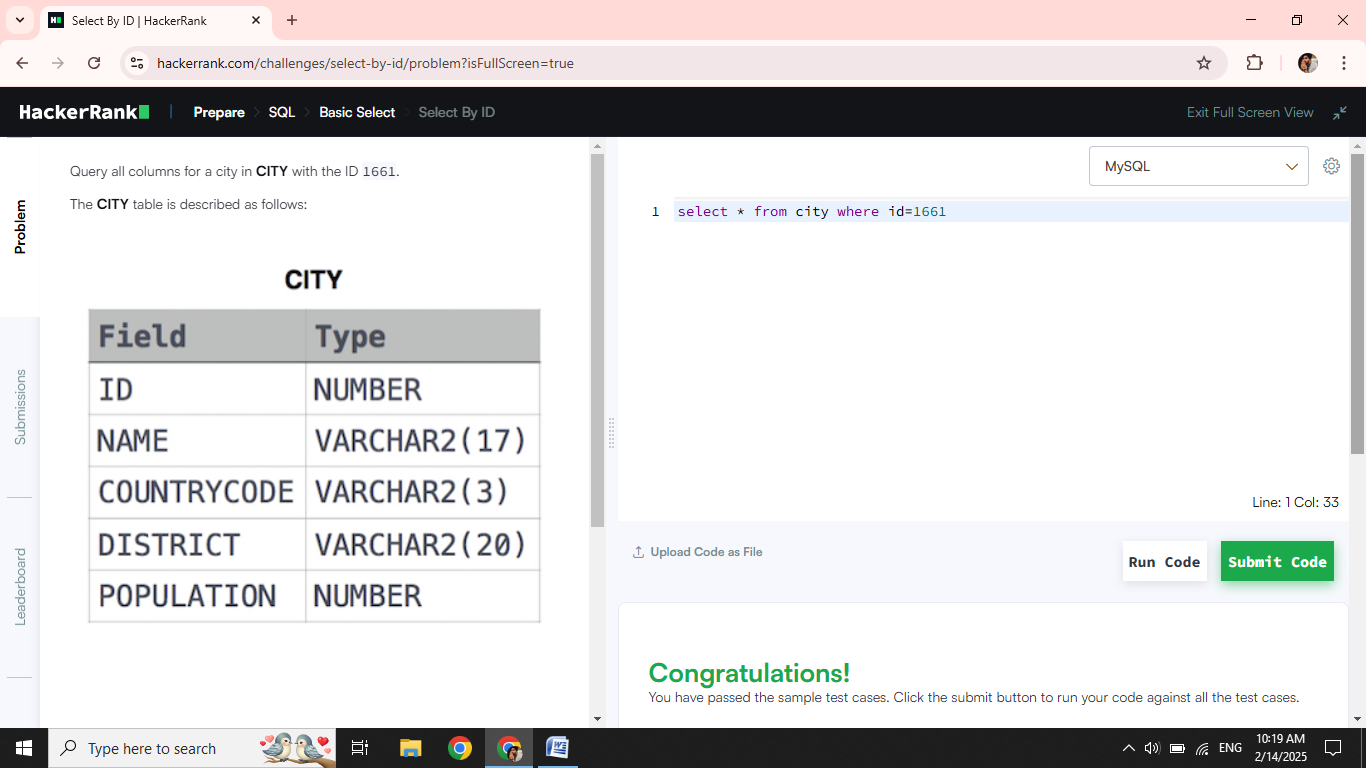 Select By ID | HackerRank
hackerrank.com/challenges/select-by-id/problem?isFullScreen=true
HackerRank
Prepare
SQL
Basic Select
Select By ID
Exit Full Screen View
Problem
Submissions
Leaderboard
Query all columns for a city in CITY with the ID 1661.
The CITY table is described as follows:
CITY
Field Type
ID NUMBER
NAME VARCHAR2(17)
COUNTRYCODE VARCHAR2(3)
DISTRICT VARCHAR2(20)
POPULATION NUMBER
MySQL
1 select * from city where id=1661
Line: 1 Col: 33
Upload Code as File
Run Code
Submit Code
Congratulations!
You have passed the sample test cases. Click the submit button to run your code against all the test cases.
Type here to search
ENG
10:19 AM
2/14/2025